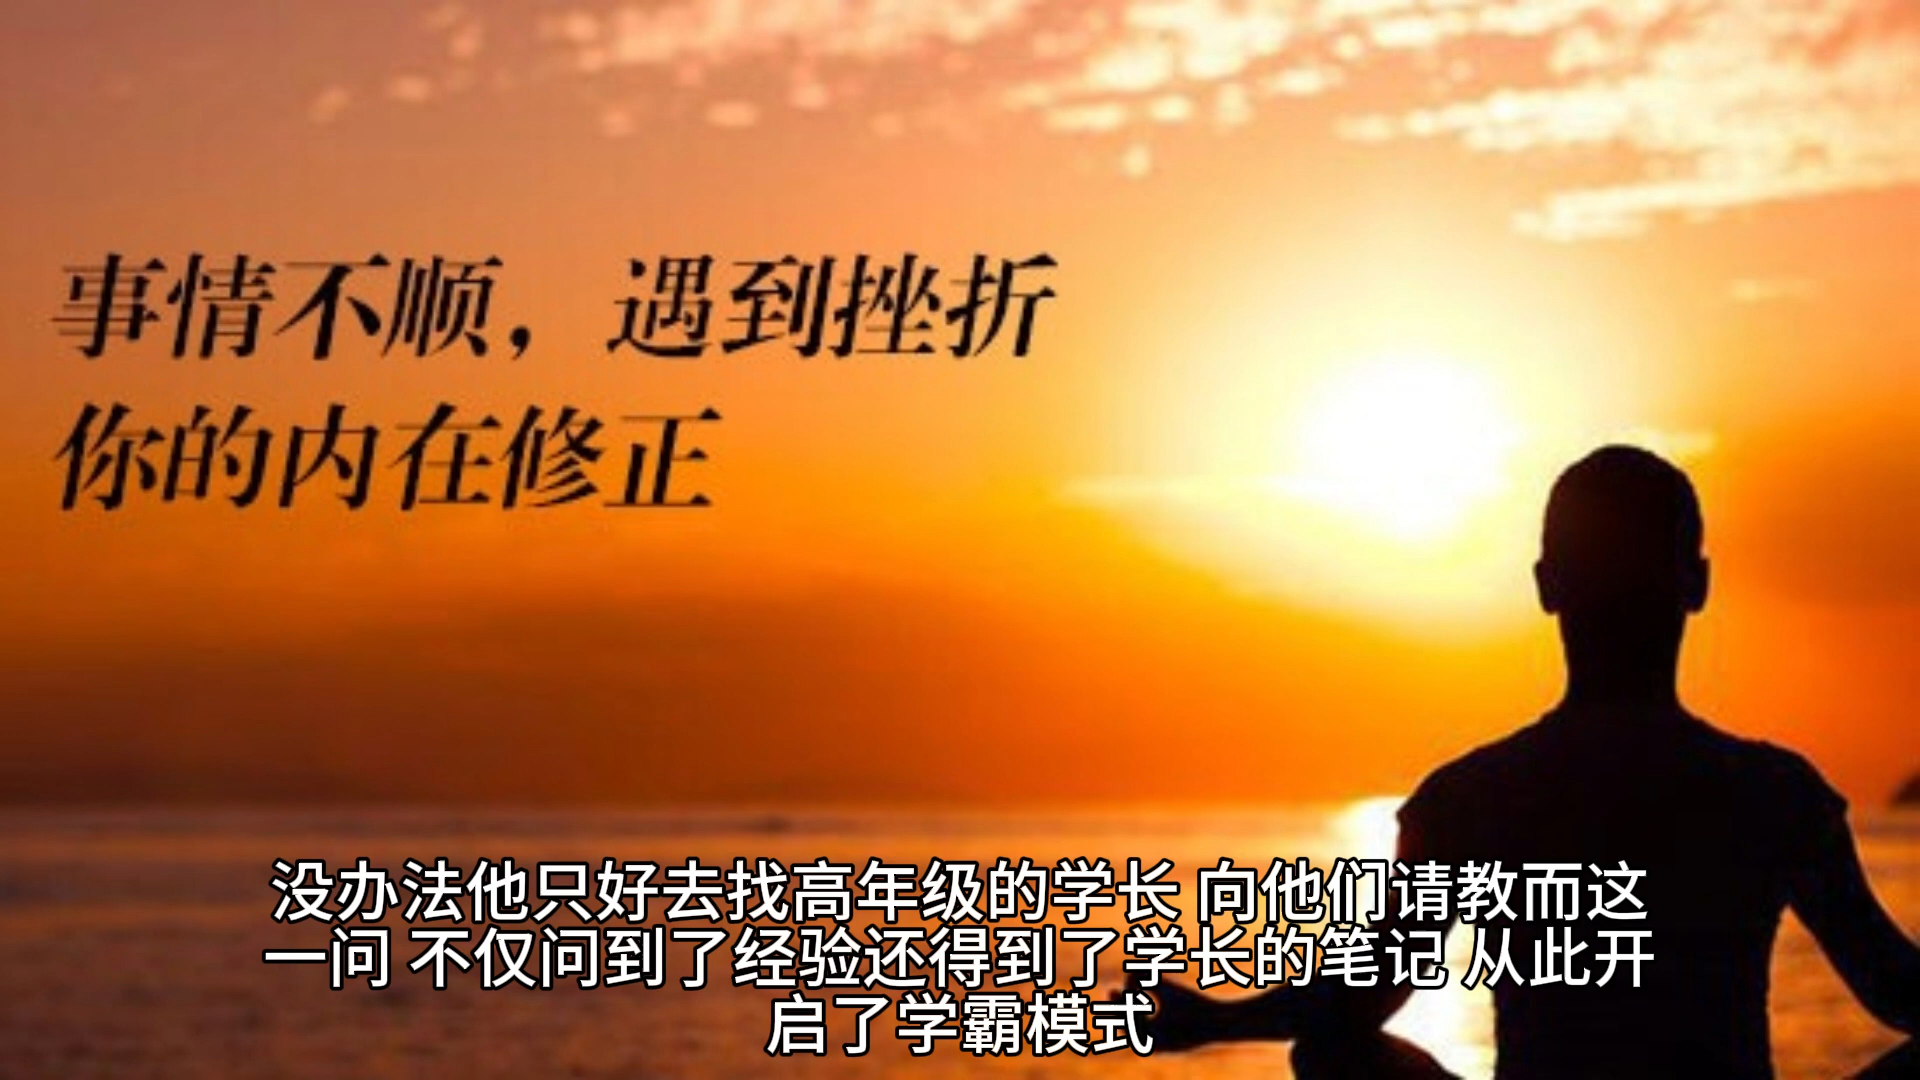 事情不顺，遇到挫折
你的内在修正
没办法他只好去找高年级的学长 向他们请教而这
一问 不仅问到了经验还得到了学长的笔记 从此开
启了学霸模式